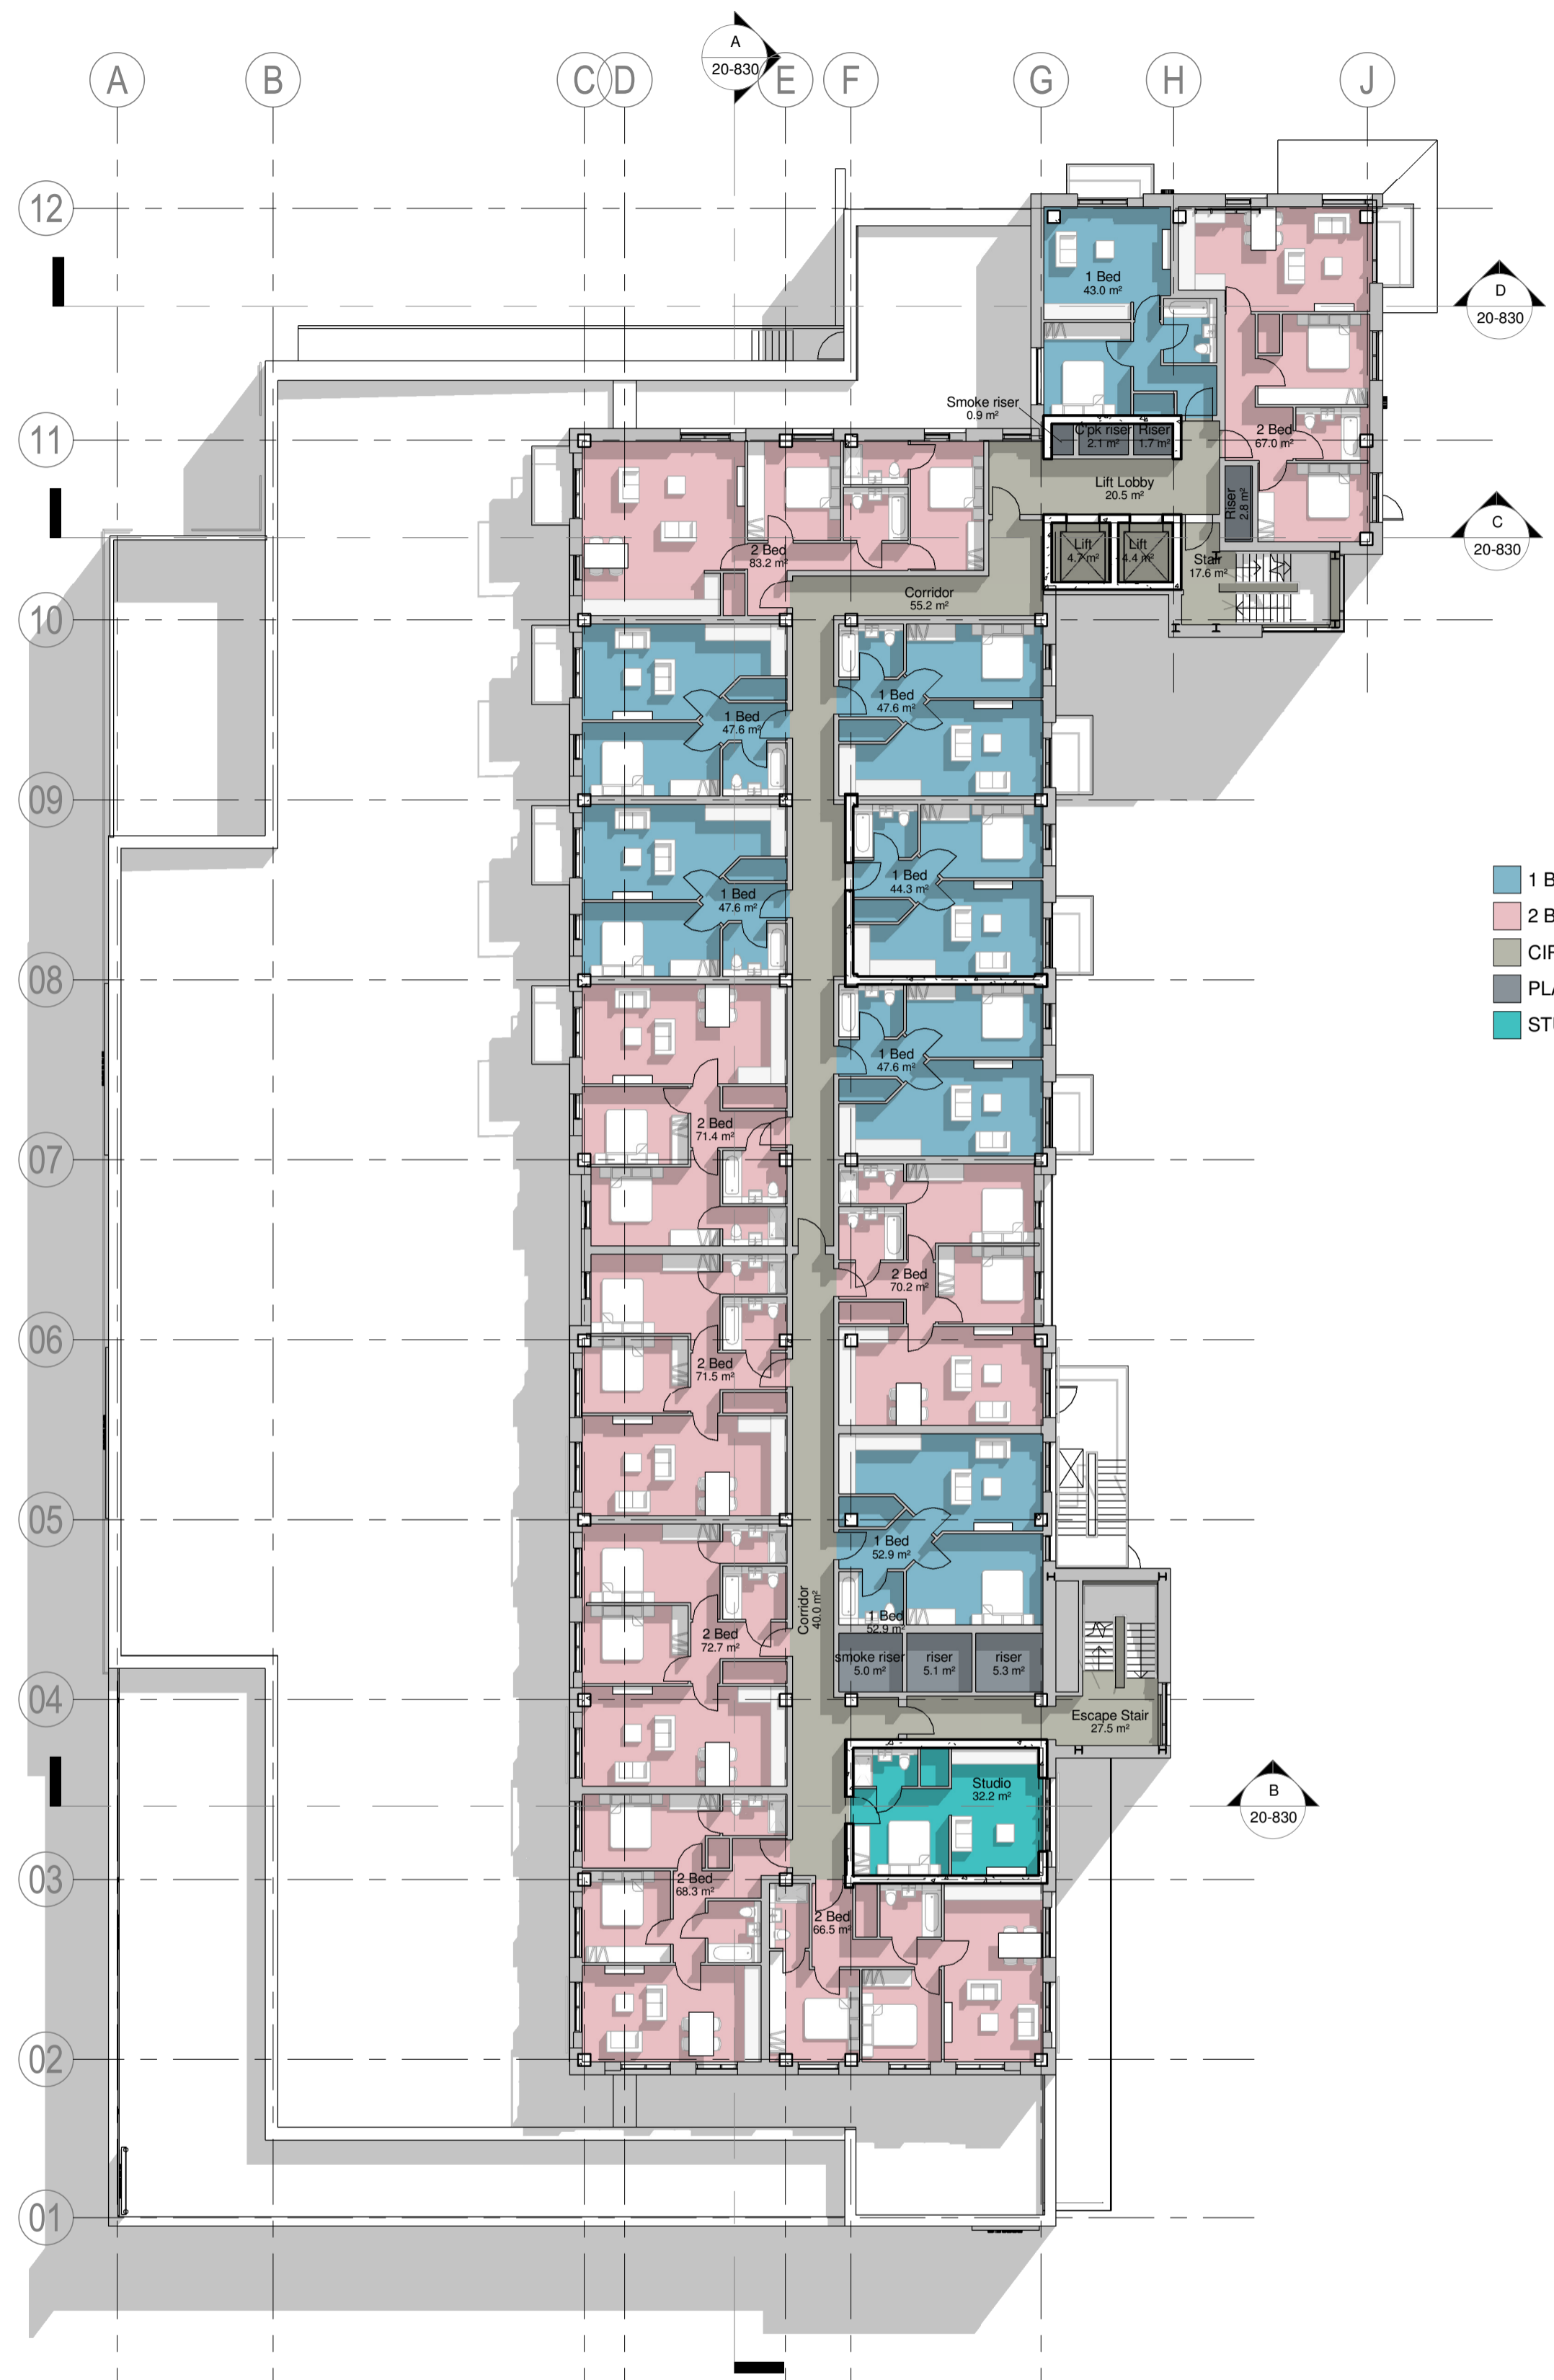 A
20-830
A
B
C
D
E
F
G
H
J
12
1 Bed
43.0 m²
D
20-830
Smoke riser
0.9 m²
11
C'pk riser
2.1 m²
Riser
1.7 m²
2 Bed
67.0 m²
Lift Lobby
20.5 m²
Riser
2.8 m²
C
20-830
2 Bed
83.2 m²
Lift
4.7 m²
Lift
4.4 m²
Stair
17.6 m²
Corridor
55.2 m²
10
1 Bed
47.6 m²
1 Bed
47.6 m²
09
1 Bed
44.3 m²
1 Bed
47.6 m²
1 B
2 B
CIR
PLA
STU
08
1 Bed
47.6 m²
2 Bed
71.4 m²
07
2 Bed
70.2 m²
06
2 Bed
71.5 m²
05
1 Bed
52.9 m²
Corridor
40.0 m²
1 Bed
52.9 m²
2 Bed
72.7 m²
smoke riser
5.0 m²
riser
5.1 m²
riser
5.3 m²
04
Escape Stair
27.5 m²
Studio
32.2 m²
B
20-830
03
2 Bed
68.3 m²
2 Bed
66.5 m²
02
01